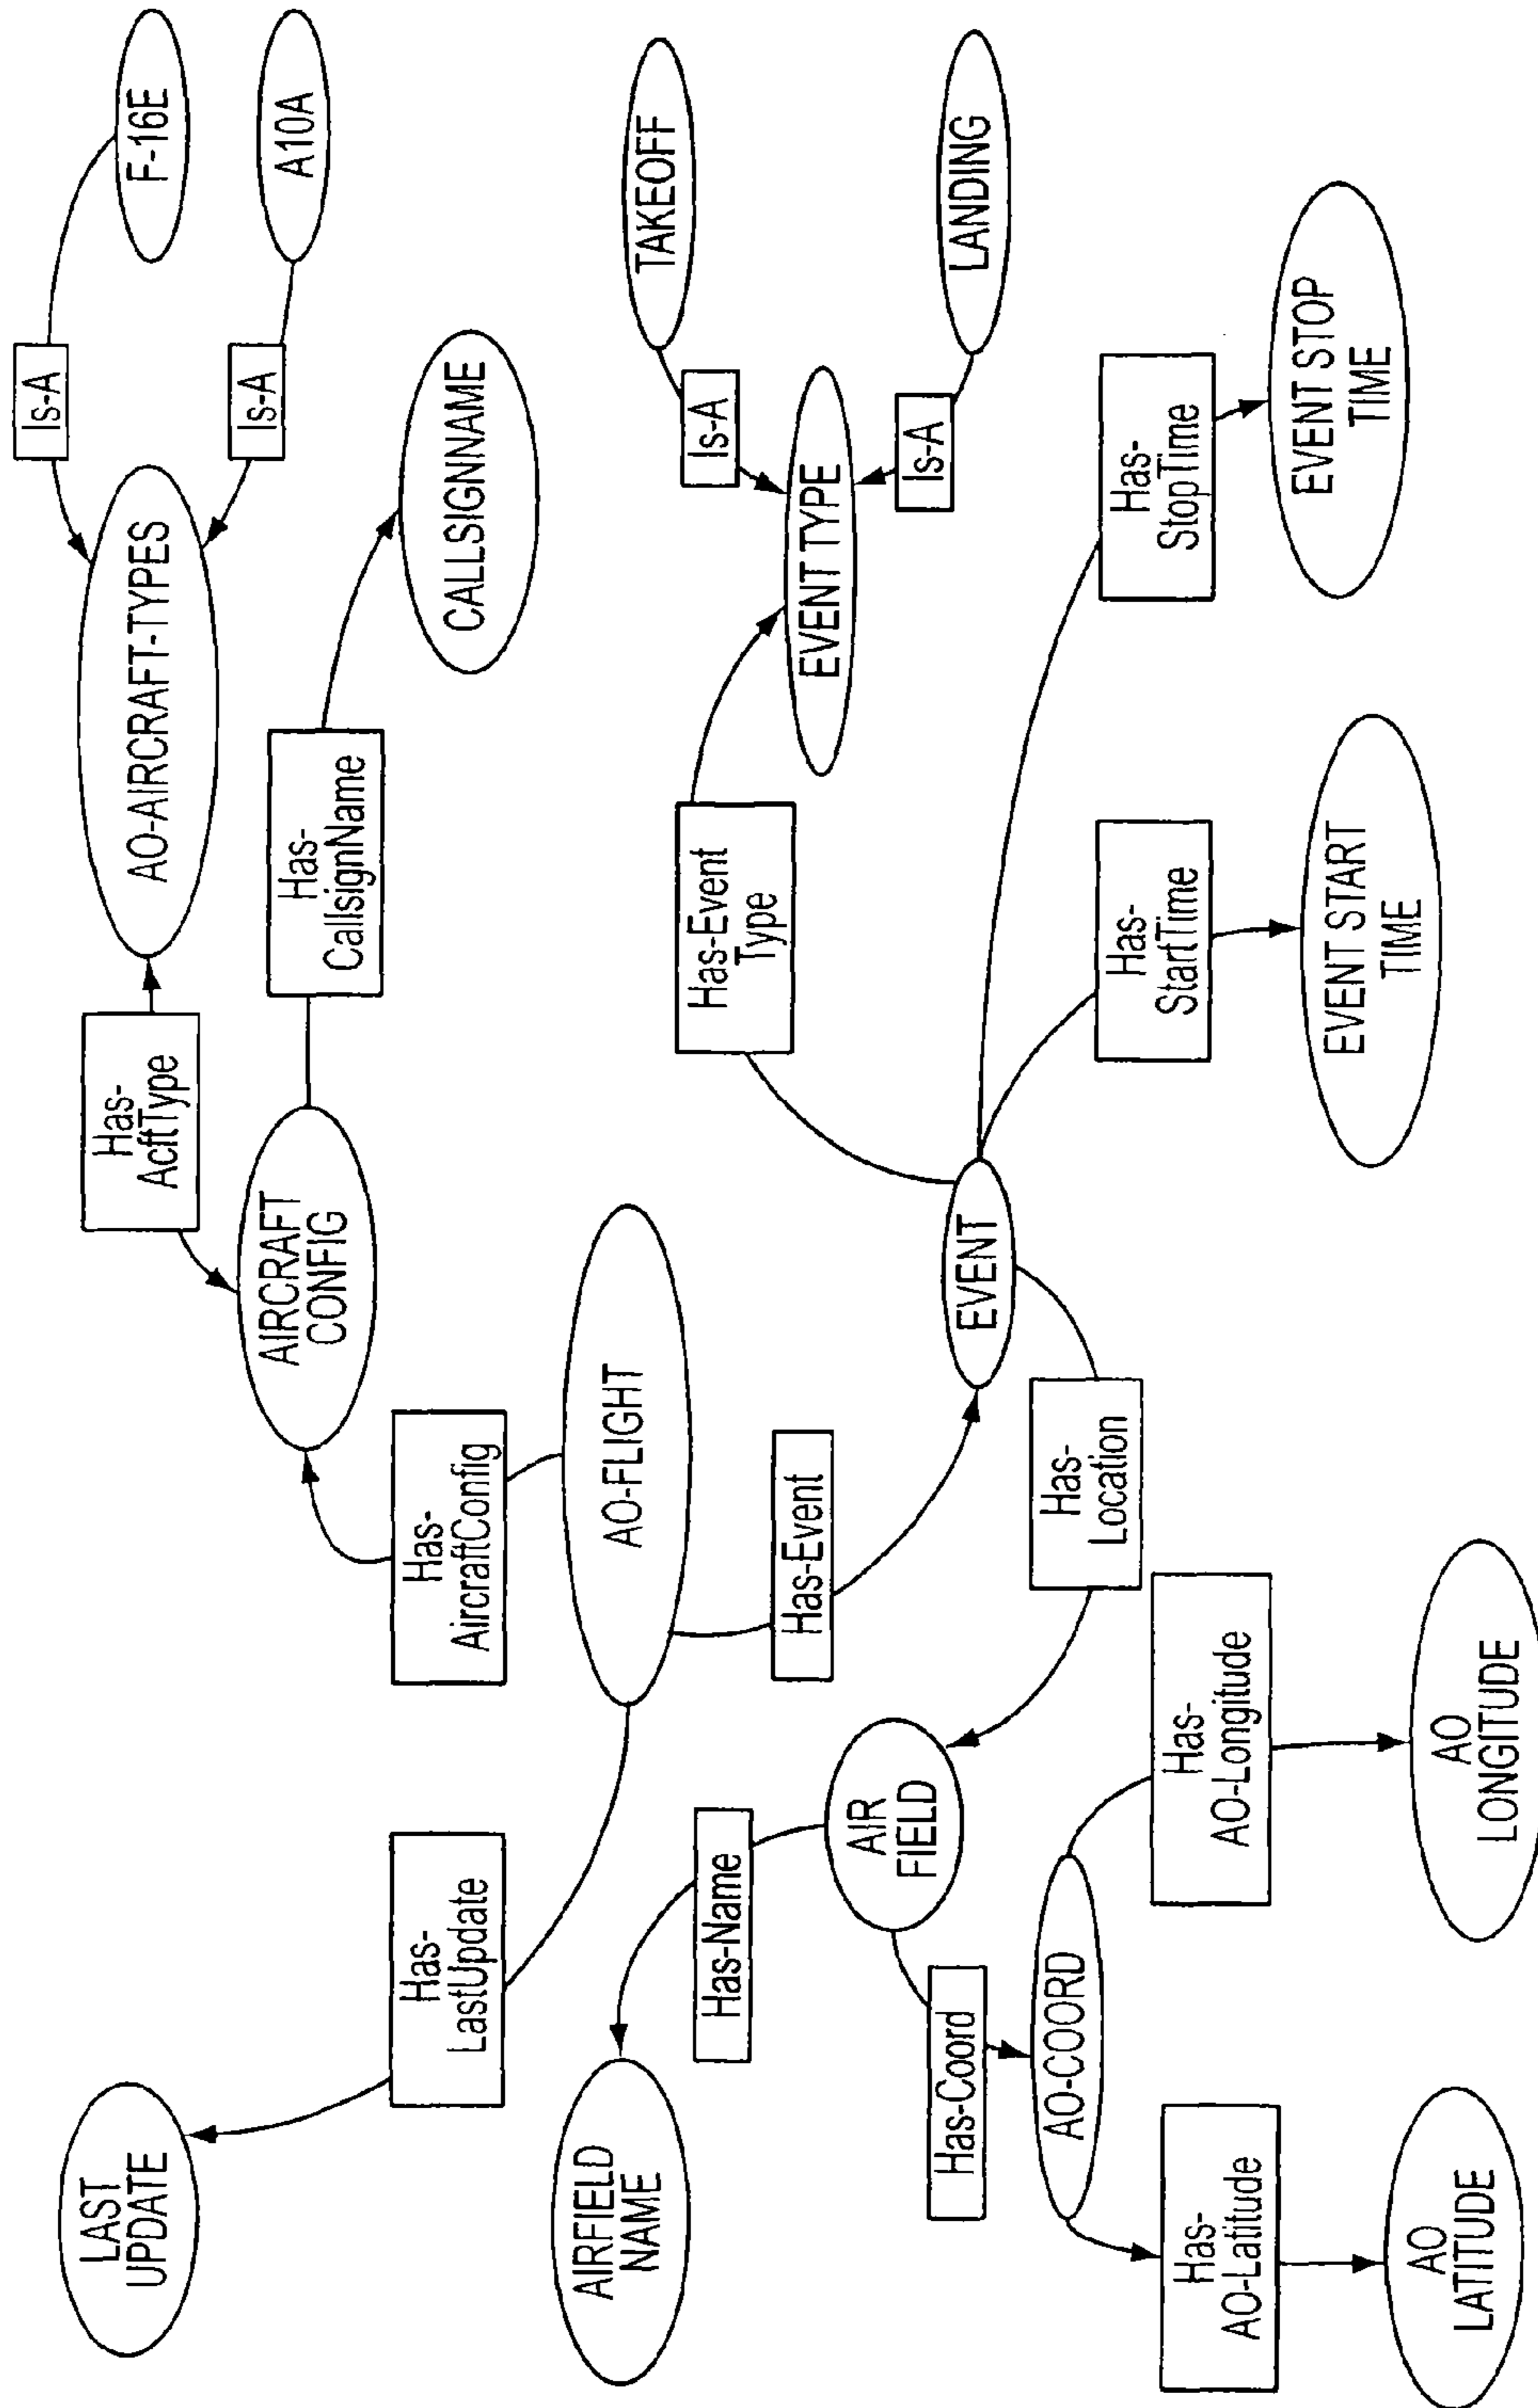 LAST
UPDATE
Has-
LastUpdate
Has-
AircraftConfig
AIRCRAFT
CONFIG
Has-
AcftType
AO-AIRCRAFT-TYPES
Is-A
F-16E
Is-A
A10A
Has-
CallsignName
CALLSIGNNAME
AO-FLIGHT
AIRFIELD
NAME
Has-Name
Has-Event
Has-Event
Type
EVENT TYPE
Is-A
TAKEOFF
Is-A
LANDING
AIR
FIELD
EVENT
Has-Coord
AO-COORD
Has-
Location
Has-
StartTime
Has-
StopTime
Has-
AO-Latitude
Has-
AO-Longitude
EVENT START
TIME
EVENT STOP
TIME
AO
LATITUDE
AO
LONGITUDE